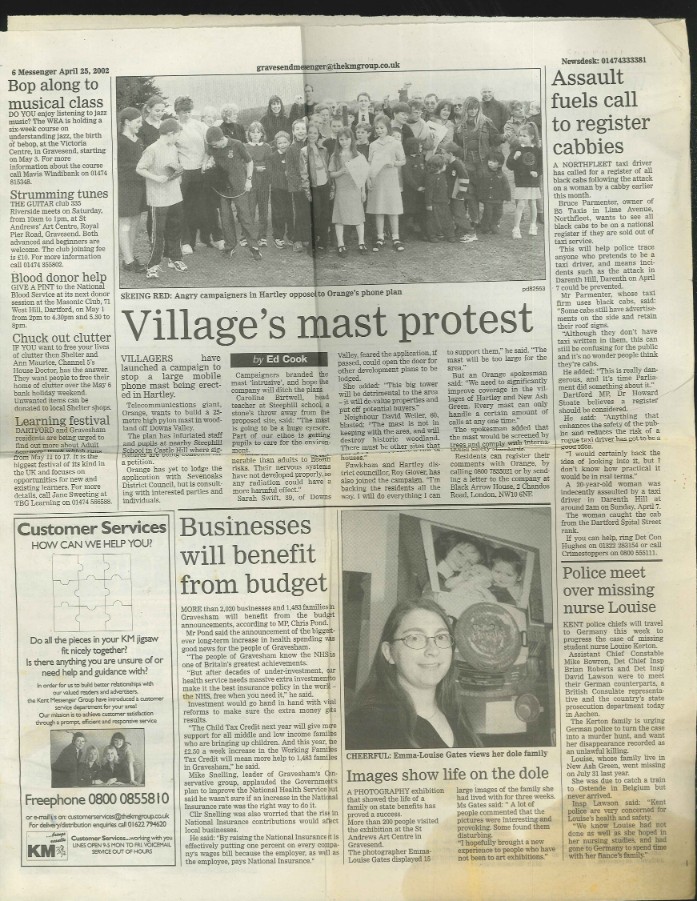 6 Messenger April 25, 2002
gravesendmessenger@thekmgroup.co.uk
Newsdesk: 01474333381
Bop along to
musical class
DO YOU enjoy listening to jazz
music? The WEA is holding a
six-week course on
understanding jazz, the birth
of bebop, at the Victoria
Centre, in Gravesend, starting
on May 3. For more
information about the course
call Mavis Windibank on 01474
Strumming tunes
THE GUITAR club 355
Riverside meets on Saturday,
from 10am to 1pm, at St
Andrews' Art Centre, Royal
Pier Road, Gravesend. Both
advanced and beginners are
welcome. The club joining fee
is £10. For more information
call 01474
Blood donor help
GIVE A PINT to the National
Blood Service at its next donor
session at the Masonic Club, 71
West Hill, Dartford, on May 1
from 2pm to 4.30pm and 5.30 to
8pm.
Chuck out clutter
IF YOU want to free your lives
of clutter then Shelter and
Ann Maurice, Channel 5's
House Doctor, has the answer.
They want people to free their
home of clutter over the May 6
bank holiday weekend.
Unwanted items can be
donated to local Shelter shops.
Learning festival
DARTFORD and Gravesham
residents are being urged to
find out more about Adult
from May 11 to 17. It is the
biggest festival of its kind in
the UK and focuses on
opportunities for new and
existing learners. For more
details, call Jane Sweeting at
TBG Learning on 01474
SEEING RED: Angry campaigners in Hartley oppose to Orange's phone plan
Village's mast protest
VILLAGERS have
launched a campaign to
stop a large mobile
phone mast being erect-
ed in Hartley.
Telecommunications giant,
Orange, wants to build a 25-
metre high pylon mast in wood-
land off Downs Valley.
The plan has infuriated staff
and pupils at nearby Steephill
School in Castle Hill where
a petition.
Orange has yet to lodge the
application with Sevenoaks
District Council, but is consult-
ing with interested parties and
individuals.
by Ed Cook
Campaigners branded the
mast 'intrusive', and hope the
company will ditch the plans.
Caroline Birtwell, head
teacher at Steephill school, a
stone's throw away from the
proposed site, said: "The mast
is going to be a huge eyesore.
Part of our ethos is getting
pupils to care for the environ-
ment.
risks. Their nervous systems
have not developed fully, so
any radiation could have a
more harmful effect."
Sarah Swift, 39, of Downs
Valley, feared the application, if
passed, could open the door for
other development plans to be
lodged.
She added: "This big tower
will be detrimental to the area
- it will de-value properties and
put off potential buyers."
Neighbour David Weller, 60,
blasted: "The mast is not in
keeping with the area, and will
destroy historic woodland.
There must be other sites that
Fawkham and Hartley dis-
trict councillor, Roy Glover, has
also joined the campaign. "I'm
backing the residents all the
way. I will do everything I can
to support them," he said. "The
mast will be too large for the
area."
But an Orange spokesman
said: "We need to significantly
improve coverage in the vil-
lages of Hartley and New Ash
Green. Every mast can only
handle a certain amount of
calls at any one time."
The spokesman added that
the mast would be screened by
Residents can register their
comments with Orange, by
calling 0800 or by send-
ing a letter to the company at
Black Arrow House, 2 Chandos
Road, London, NW10 6NF.
Assault
fuels call
to register
cabbies
A NORTHFLEET taxi driver
has called for a register of all
black cabs following the attack
on a woman by a cabby earlier
this month.
Bruce Parmenter, owner of
B5 Taxis in Lima Avenue,
Northfleet, wants to see all
black cabs to be on a national
register if they are sold out of
taxi service.
This will help police trace
anyone who pretends to be a
taxi driver, and means inci-
dents such as the attack in
Darenth Hill, Darenth on April
7 could be prevented.
Mr Parmenter, whose taxi
firm uses black cabs, said:
"Some cabs still have advertise-
ments on the side and retain
their roof signs.
"Although they don't have
taxi written in them, this can
still be confusing for the public
and it's no wonder people think
they're cabs.
He added: "This is really dan-
gerous, and it's time Parlia-
ment did something about it."
Dartford MP, Dr Howard
Stoate believes a register
should be considered.
He said: "Anything that
enhances the safety of the pub-
lic and reduces the risk of a
rogue taxi driver has got to be a
good idea.
"I would certainly back the
idea of looking into it, but I
don't know how practical it
would be in real terms."
A 30-year-old woman was
indecently assaulted by a taxi
driver in Darenth Hill at
around 2am on Sunday, April 7.
The woman caught the cab
from the Dartford Spital Street
rank.
If you can help, ring Det Con
Hughes on 01322 or call
Crimestoppers on 0800 555111.
Customer Services
HOW CAN WE HELP YOU?
Do all the pieces in your KM jigsaw
fit nicely together?
Is there anything you are unsure of or
need help and guidance with?
In order for us to build better relationships with
our valued readers and advertisers,
the Kent Messenger Group have introduced a customer
service department for your area!
Our mission is to achieve customer satisfaction
through a prompt, efficient and responsive service.
Freephone 0800 0855810
or e-mail us on: customerservices@thekmgroup.co.uk
For delivery/distribution enquiries call 01622 794620
KM
Customer Services...working with you
LINES OPEN 9-5 MON TO FRI. VOICEMAIL
SERVICE OUT OF HOURS
Businesses
will benefit
from budget
MORE than 2,920 businesses and 1,483 families in
Gravesham will benefit from the budget
announcements, according to MP, Chris Pond.
Mr Pond said the announcement of the biggest-
ever long-term increase in health spending was
good news for the people of Gravesham.
"The people of Gravesham know the NHS is
one of Britain's greatest achievements.
"But after decades of under-investment, our
health service needs massive extra investment to
make it the best insurance policy in the world -
the NHS, free when you need it," he said.
Investment would go hand in hand with vital
reforms to make sure the extra money gets
results.
"The Child Tax Credit next year will give more
support for all middle and low income families
who are bringing up children. And this year, the
£2.50 a week increase in the Working Families
Tax Credit will mean more help to 1,483 families
in Gravesham," he said.
Mike Snelling, leader of Gravesham's Con-
servative group, applauded the Government's
plan to improve the National Health Service but
said he wasn't sure if an increase in the National
Insurance rate was the right way to do it.
Cllr Snelling was also worried that the rise in
National Insurance contributions would affect
local businesses.
He said: "By raising the National Insurance it is
effectively putting one percent on every compa-
ny's wages bill because the employer, as well as
the employee, pays National Insurance."
CHEERFUL: Emma-Louise Gates views her dole family
Images show life on the dole
A PHOTOGRAPHY exhibition
that showed the life of a
family on state benefits has
proved a success.
More than 200 people visited
the exhibition at the St
Andrews Art Centre in
Gravesend.
The photographer Emma-
Louise Gates displayed 15
large images of the family she
had lived with for three weeks.
Ms Gates said: " A lot of
people commented that the
pictures were interesting and
provoking. Some found them
disturbing.
"I hopefully brought a new
experience to people who have
not been to art exhibitions."
Police meet
over missing
nurse Louise
KENT police chiefs will travel
to Germany this week to
progress the case of missing
student nurse Louise Kerton.
Assistant Chief Constable
Mike Bowron, Det Chief Insp
Brian Roberts and Det Insp
David Lawson were to meet
their German counterparts, a
British Consulate representa-
tive and the country's state
prosecution department today
in Aachen.
The Kerton family is urging
German police to turn the case
into a murder hunt, and want
her disappearance recorded as
an unlawful killing.
Louise, whose family live in
New Ash Green, went missing
on July 31 last year.
She was due to catch a train
to Ostende in Belgium but
never arrived.
Insp Lawson said: "Kent
police are very concerned for
Louise's health and safety.
"We know Louise had not
done as well as she hoped in
her nursing studies, and had
gone to Germany to spend time
with her fiance's family."